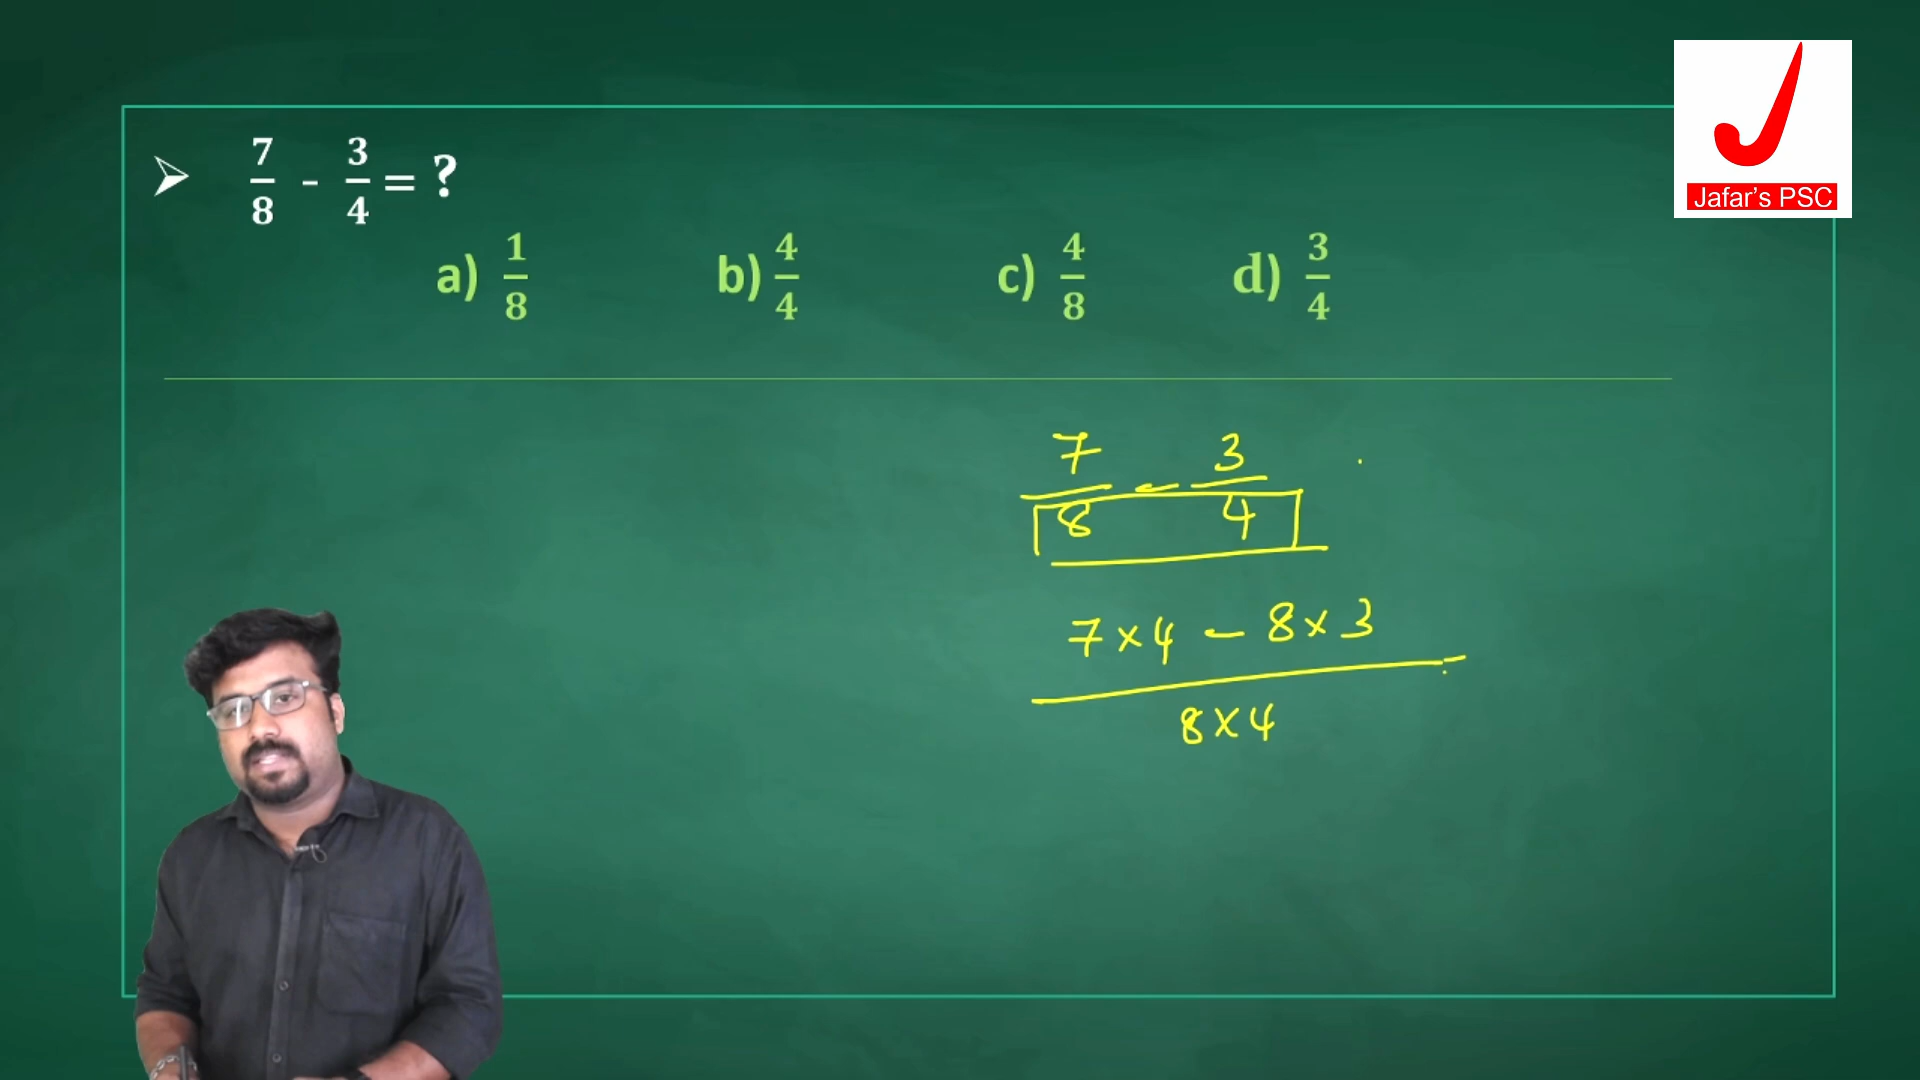 Jafar's PSC
➢ 7/8 - 3/4 = ?
a) 1/8 b) 4/4 c) 4/8 d) 3/4
7/8 - 3/4
7×4 - 8×3
8×4